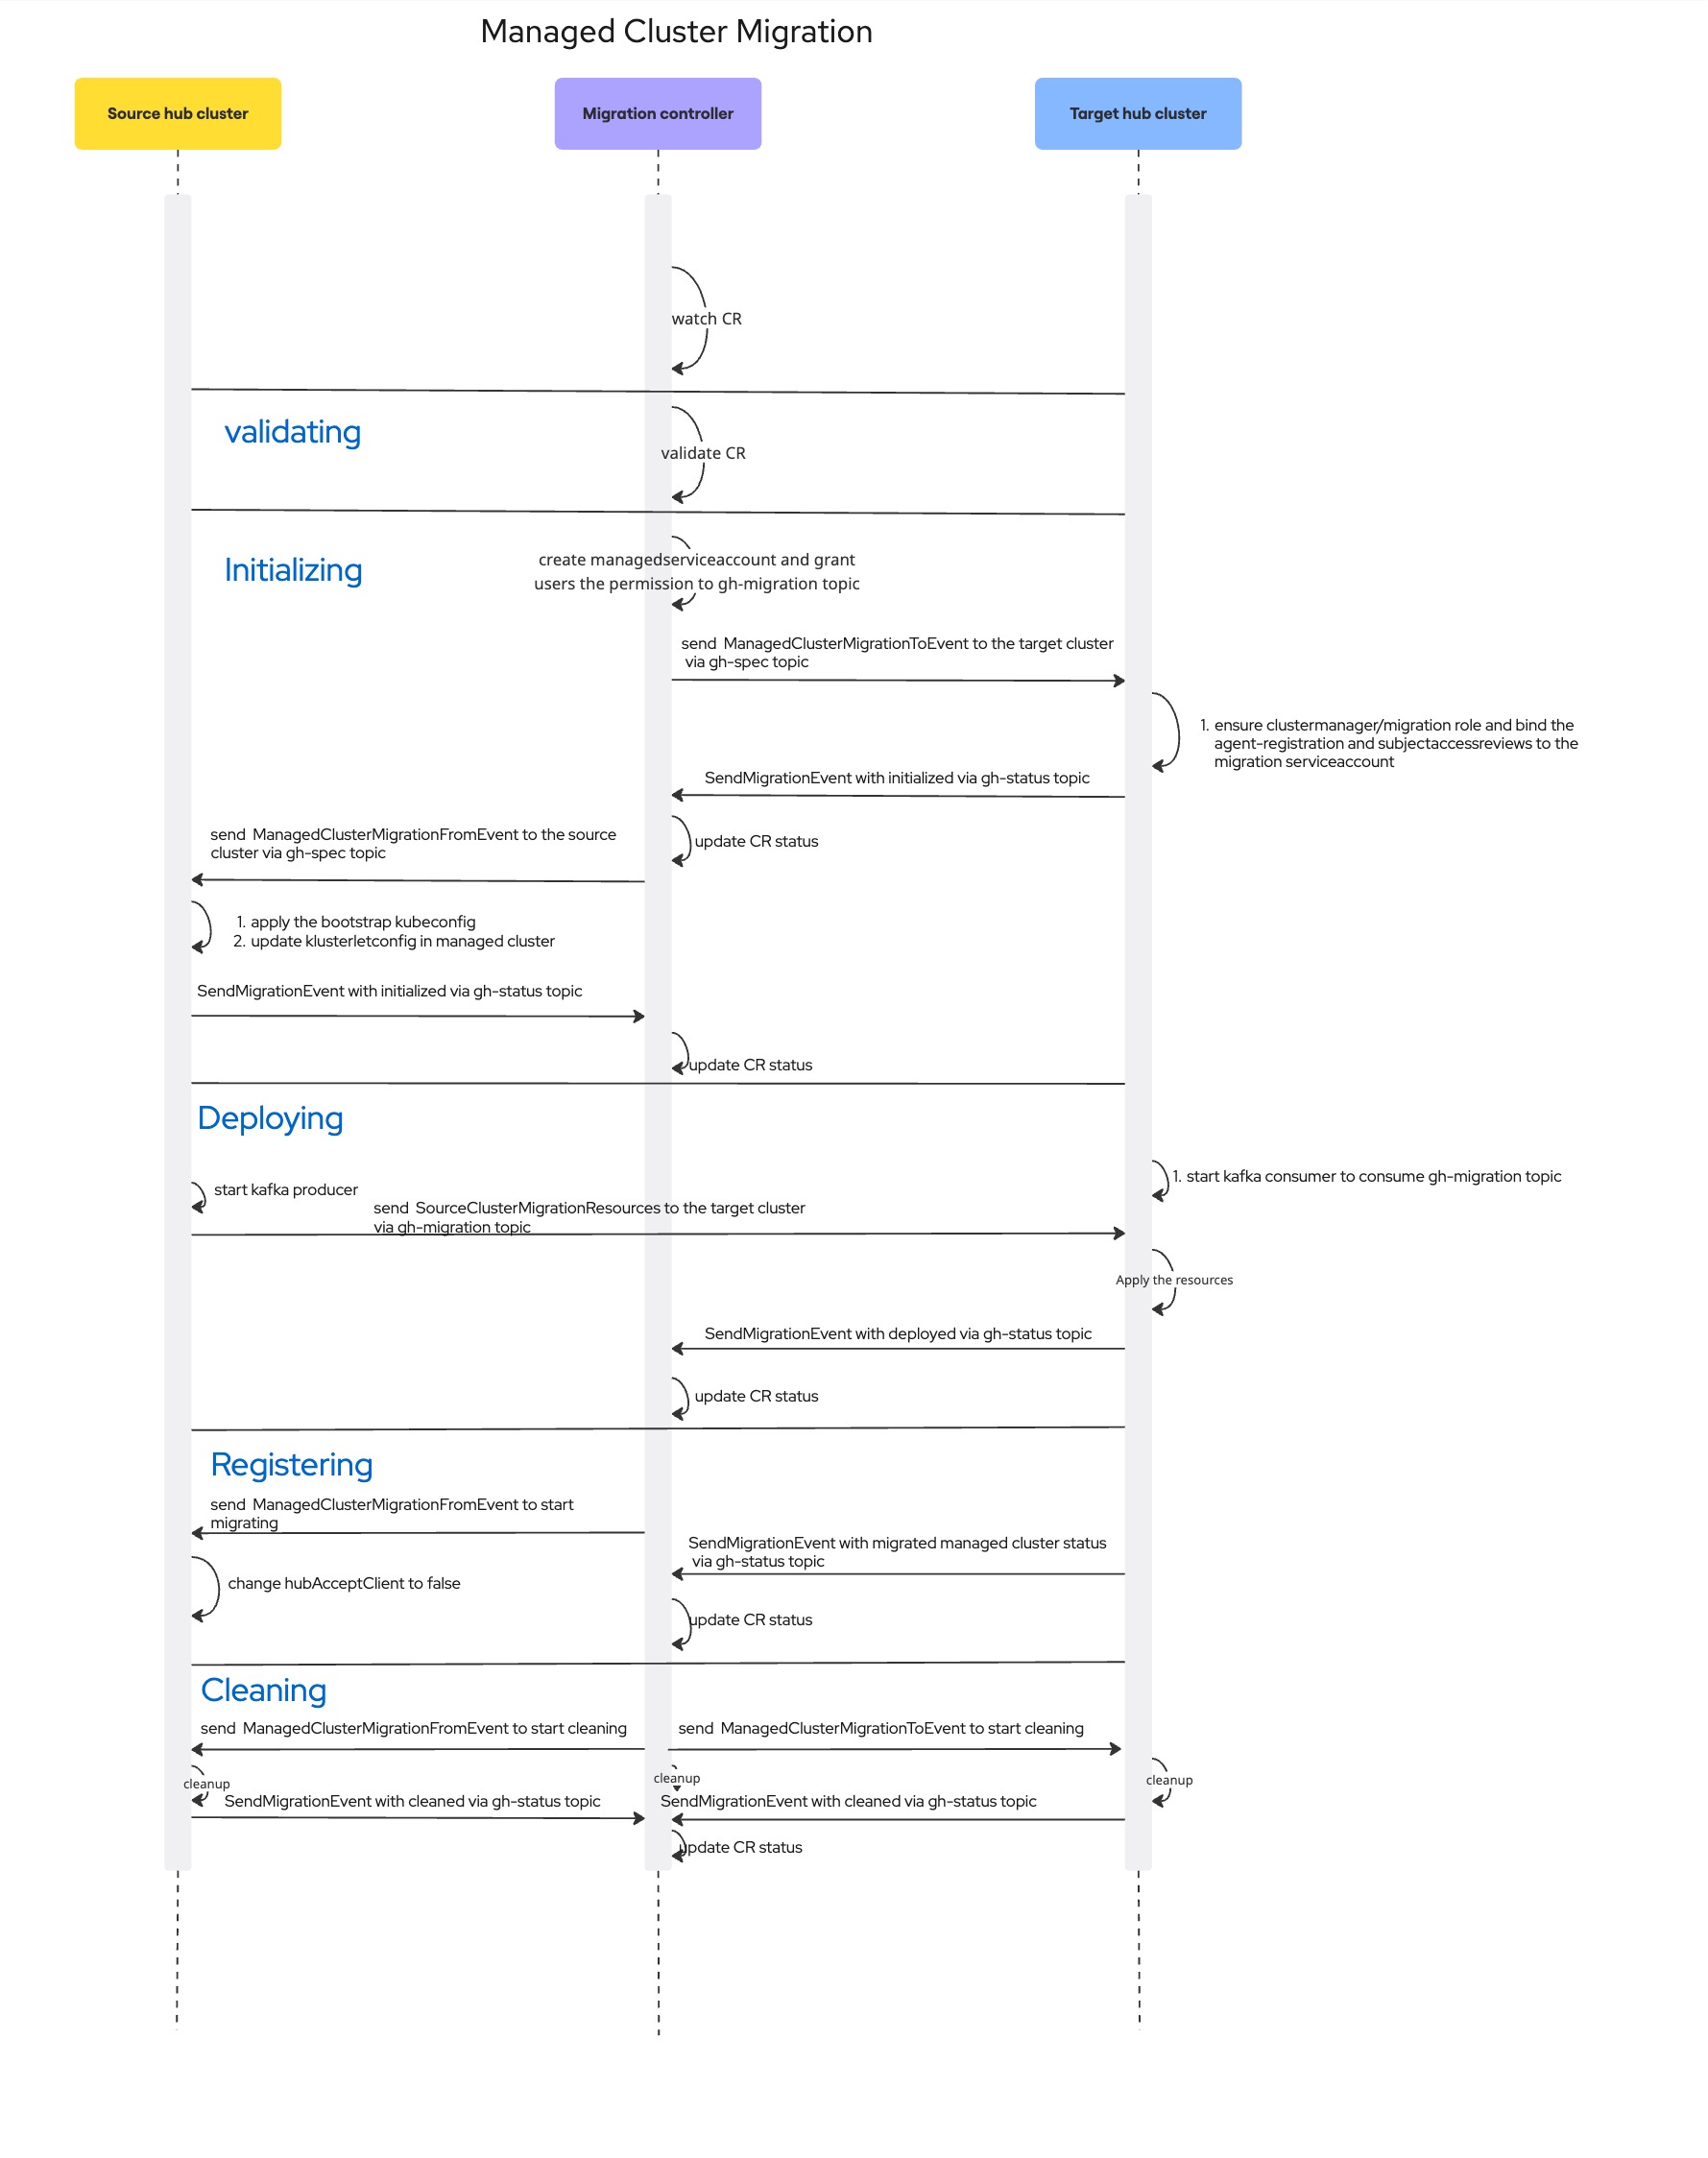 Managed Cluster Migration
Source hub cluster
Migration controller
Target hub cluster
watch CR
validating
validate CR
Initializing
create managedserviceaccount and grant
users the permission to gh-migration topic
send ManagedClusterMigrationToEvent to the target cluster
via gh-spec topic
1. ensure clustermanager/migration role and bind the
agent-registration and subjectaccessreviews to the
migration serviceaccount
SendMigrationEvent with initialized via gh-status topic
send ManagedClusterMigrationFromEvent to the source
cluster via gh-spec topic
update CR status
1. apply the bootstrap kubeconfig
2. update klusterletconfig in managed cluster
SendMigrationEvent with initialized via gh-status topic
update CR status
Deploying
1. start kafka consumer to consume gh-migration topic
start kafka producer
send SourceClusterMigrationResources to the target cluster
via gh-migration topic
Apply the resources
SendMigrationEvent with deployed via gh-status topic
update CR status
Registering
send ManagedClusterMigrationFromEvent to start
migrating
SendMigrationEvent with migrated managed cluster status
via gh-status topic
change hubAcceptClient to false
update CR status
Cleaning
send ManagedClusterMigrationFromEvent to start cleaning
send ManagedClusterMigrationToEvent to start cleaning
cleanup
cleanup
cleanup
SendMigrationEvent with cleaned via gh-status topic
SendMigrationEvent with cleaned via gh-status topic
update CR status